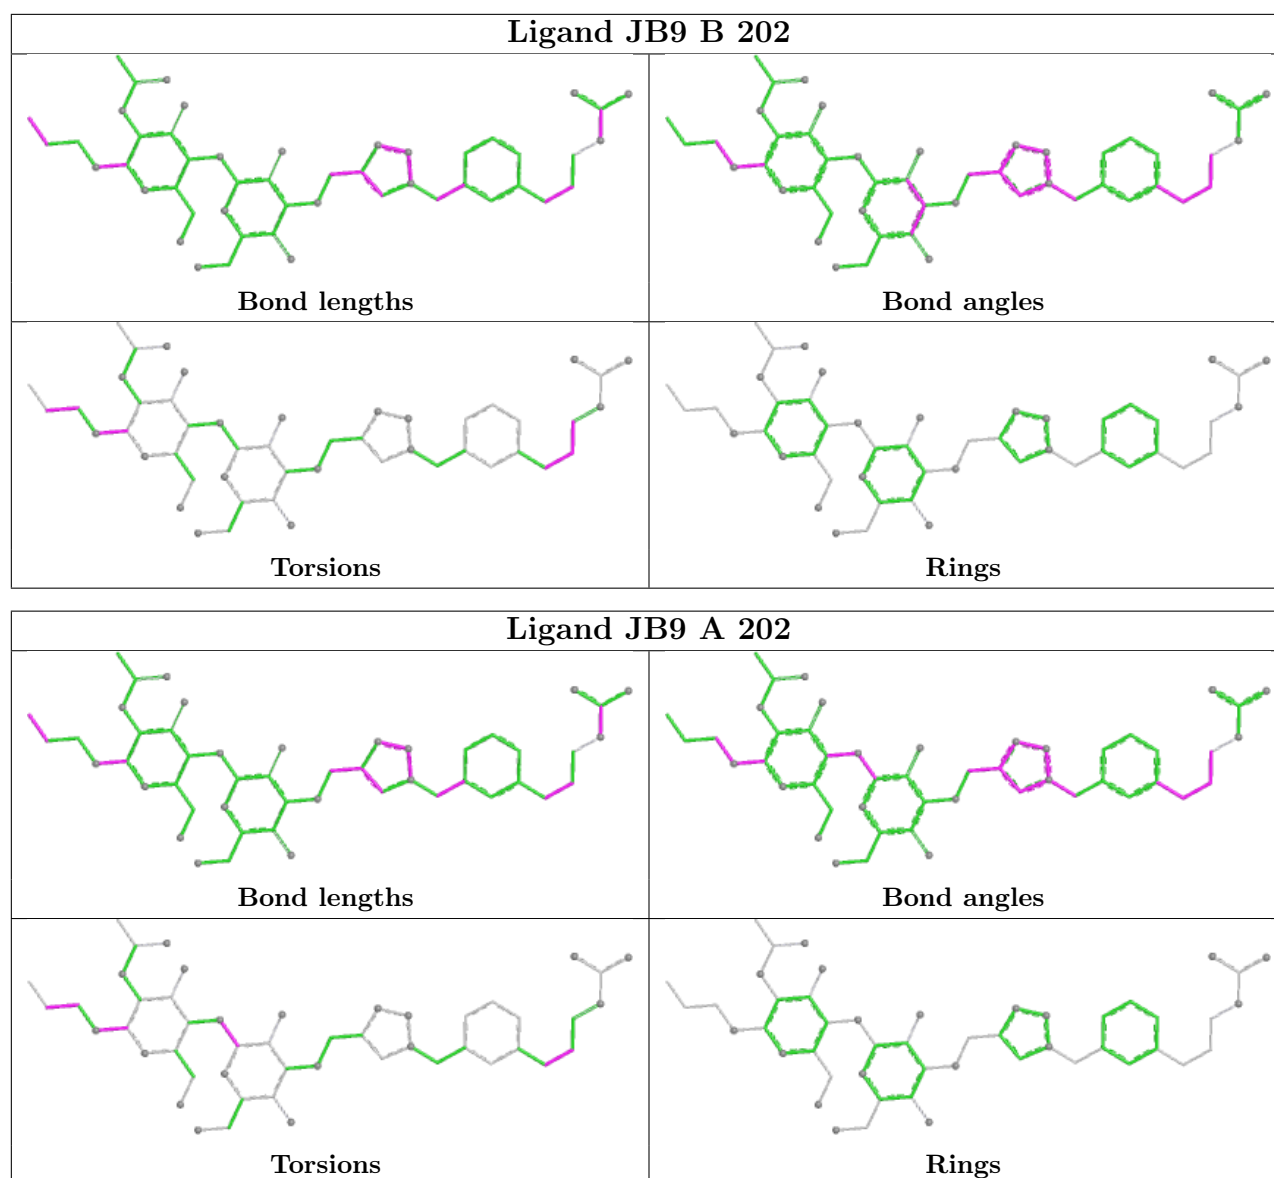 Ligand JB9 B 202
Bond lengths
Bond angles
Torsions
Rings
Ligand JB9 A 202
Bond lengths
Bond angles
Torsions
Rings